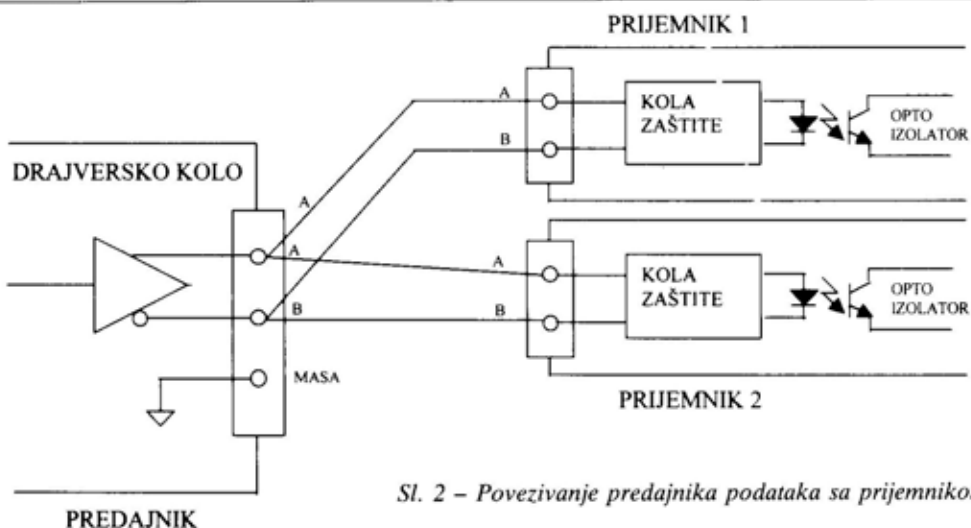 PRIJEMNIK 1
A
KOLA
ZAŠTITE
OPTO
IZOLATOR
B
DRAJVERSKO KOLO
A
A
A
KOLA
ZAŠTITE
OPTO
IZOLATOR
B
B
MASA
PRIJEMNIK 2
Sl. 2 – Povezivanje predajnika podataka sa
PREDAJNIK